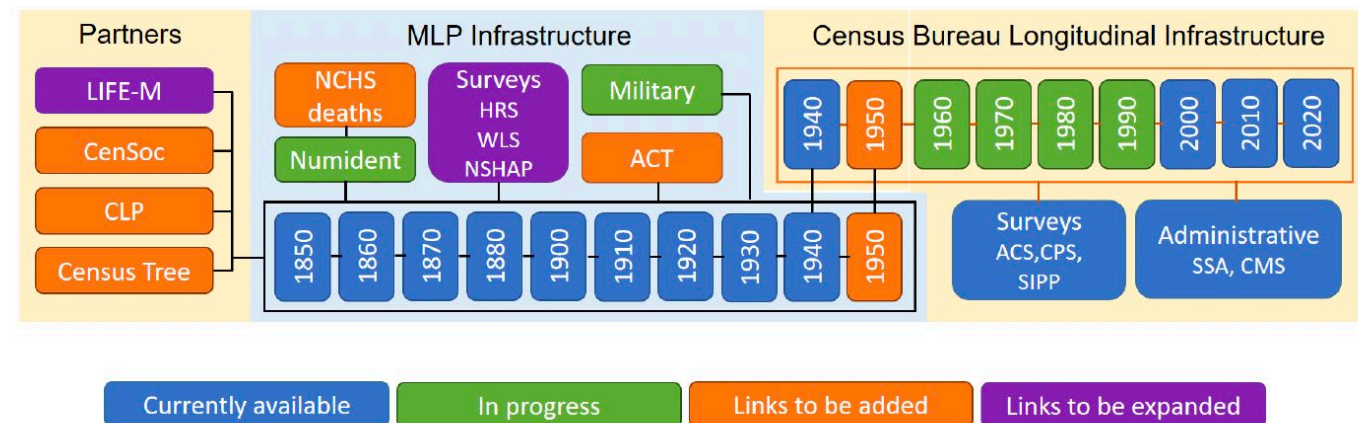 Partners
LIFE-M
CenSoc
CLP
Census Tree
MLP Infrastructure
NCHS
deaths
Numident
Surveys
HRS
WLS
NSHAP
Military
ACT
1850
1860
1870
1880
1900
1910
1920
1930
1940
1950
Census Bureau Longitudinal Infrastructure
1940
1950
1960
1970
1980
1990
2000
2010
2020
Surveys
ACS,CPS,
SIPP
Administrative
SSA, CMS
Currently available
In progress
Links to be added
Links to be expanded